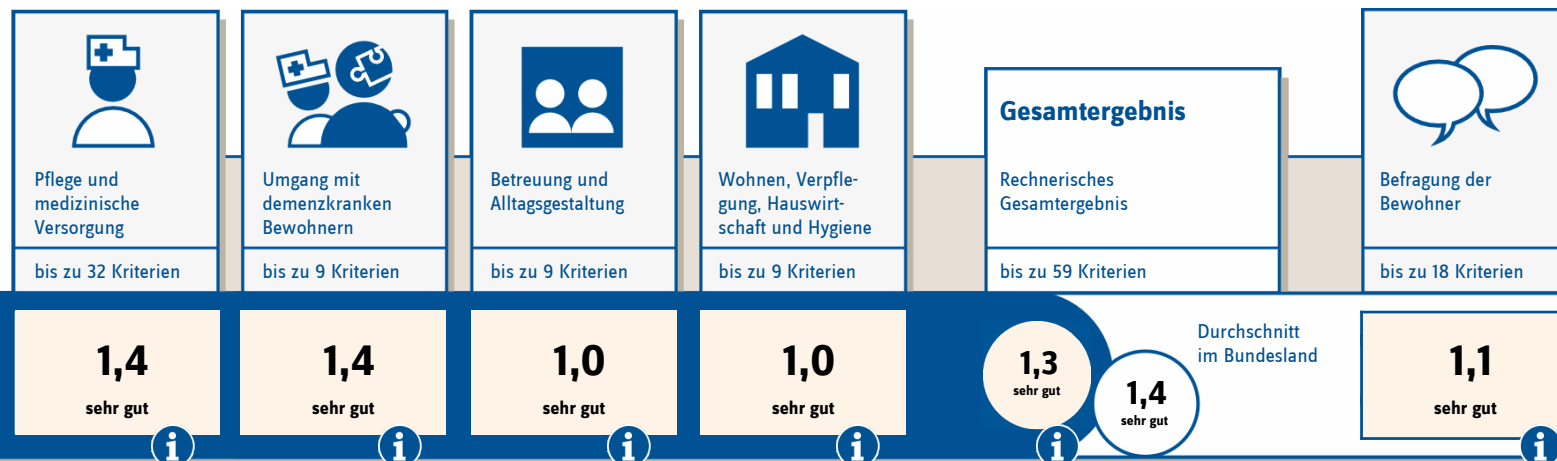 Pflege und
medizinische
Versorgung
bis zu 32 Kriterien
1,4
sehr gut
i
Umgang mit
demenzkranken
Bewohnern
bis zu 9 Kriterien
1,4
sehr gut
i
Betreuung und
Alltagsgestaltung
bis zu 9 Kriterien
1,0
sehr gut
i
Wohnen, Verpfle-
gung, Hauswirt-
schaft und Hygiene
bis zu 9 Kriterien
1,0
sehr gut
i
Gesamtergebnis
Rechnerisches
Gesamtergebnis
bis zu 59 Kriterien
1,3
sehr gut
i
Durchschnitt
im Bundesland
1,4
sehr gut
Befragung der
Bewohner
bis zu 18 Kriterien
1,1
sehr gut
i